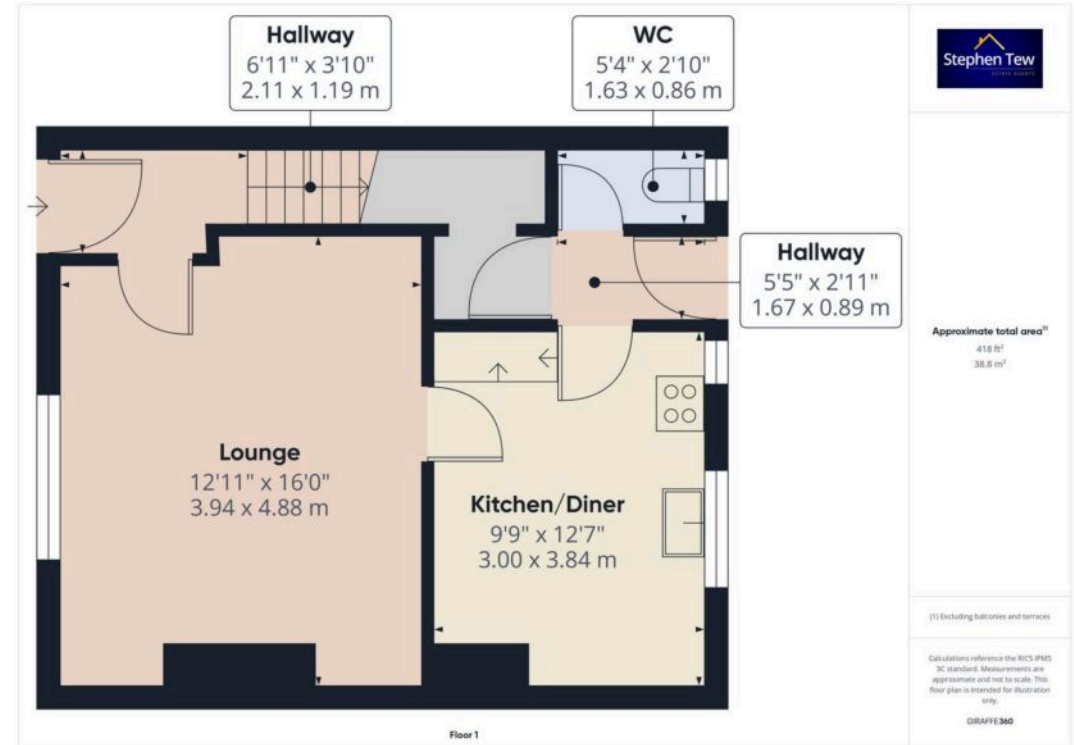 Hallway
6'11" x 3'10"
2.11 x 1.19 m
WC
5'4" x 2'10"
1.63 x 0.86 m
Hallway
5'5" x 2'11"
1.67 x 0.89 m
Lounge
12'11" x 16'0"
3.94 x 4.88 m
Kitchen/Diner
9'9" x 12'7"
3.00 x 3.84 m
Floor 1
Stephen Tew
ESTATE AGENTS
Approximate total area(1)
418 ft²
38.8 m²
(1) Excluding balconies and terraces
Calculations reference the RICS IPMS
3C standard. Measurements are
approximate and not to scale. This
floor plan is intended for illustration
only.
GIRAFFE360